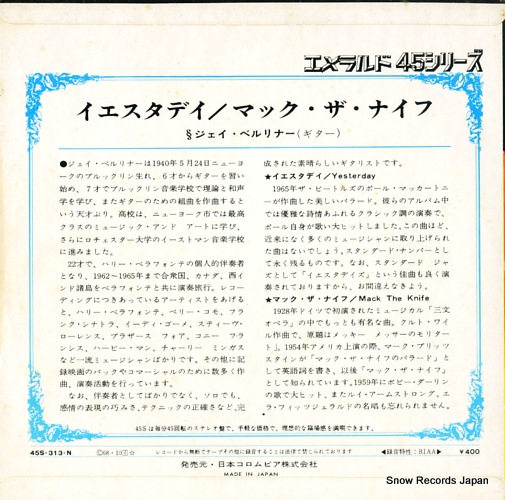 エメラルド 45シリーズ
イエスタデイ／マック・ザ・ナイフ
§ジェイ・ベルリナー(ギター)
●ジェイ・ベルリナーは1940年5月24日ニューヨ
ークのブルックリン生れ、6才からギターを習い
始め、7才でブルックリン音楽学校で理論と和声
学を学び、またギターのための組曲を作曲すると
いう天才ぶり。高校は、ニューヨーク市では最高
クラスのミュージック・アンド アートに学び、
さらにロチェスター大学のイーストマン音楽学校
に進みました。
22才で、ハリー・ベラフォンテの個人的伴奏者
となり、1962〜1965年まで合衆国、カナダ、西イ
ンド諸島をベラフォンテと共に演奏旅行。レコー
ディングにつきあっているアーティストをあげる
と、ハリー・ベラフォンテ、ペリー・コモ、フラ
ンク・シナトラ、イーディ・ゴーメ、スティーヴ・
ローレンス、ブラザース フォア、コニー フラ
ンシス、ハービー・マン、チャーリー ミンガス
など一流ミュージシャンばかりです。その他に記
録映画のバックやコマーシャルのために数多く作
曲、演奏活動を行っています。
なお、伴奏者としてばかりでなく、ソロでも、
感情の表現の巧みさ、テクニックの正確さなど、完
成された素晴らしいギタリストです。
★イエスタデイ/Yesterday
1965年ザ・ビートルズのポール・マッカートニ
ーが作曲した美しいバラード。彼らのアルバム中
では優雅な詩情あふれるクラシック調の演奏で、
ポール自身が歌い大ヒットしました。この曲ほど、
近来になく多くのミュージシャンに取り上げられ
た曲はないでしょう。スタンダード・ナンバーとし
て永く残るものです。なお、スタンダード ジャ
ズとして「イエスタデイズ」という佳曲も良く演
奏されておりますから、お間違えなきよう。
★マック・ザ・ナイフ/Mack The Knife
1928年ドイツで初演されたミュージカル「三文
オペラ」の中でもっとも有名な曲。クルト・ワイ
ル作曲で、原題はメッキー メッサーのモリター
ト」。1954年アメリカ上演の際、マーク・ブリッツ
スタインが「マック・ザ・ナイフのバラード」と
して英語詞を書き、以後「マック・ザ・ナイフ」
として知られています。1959年にボビー・ダーリン
の歌で大ヒット、またルイ・アームストロング、エ
ラ・フィッツジェラルドの名唱も忘れられません。
45Sは毎分45回転のステレオ盤で、手軽な価格で、理想的な臨場感を満喫できます。
45S-313-N
Ⓒ68・10
レコードから無断でテープその他に録音することは法律で禁じられております
◀録音特性：RIAA▶
¥400
発売元・日本コロムビア株式会社
MADE IN JAPAN
Snow Records Japan